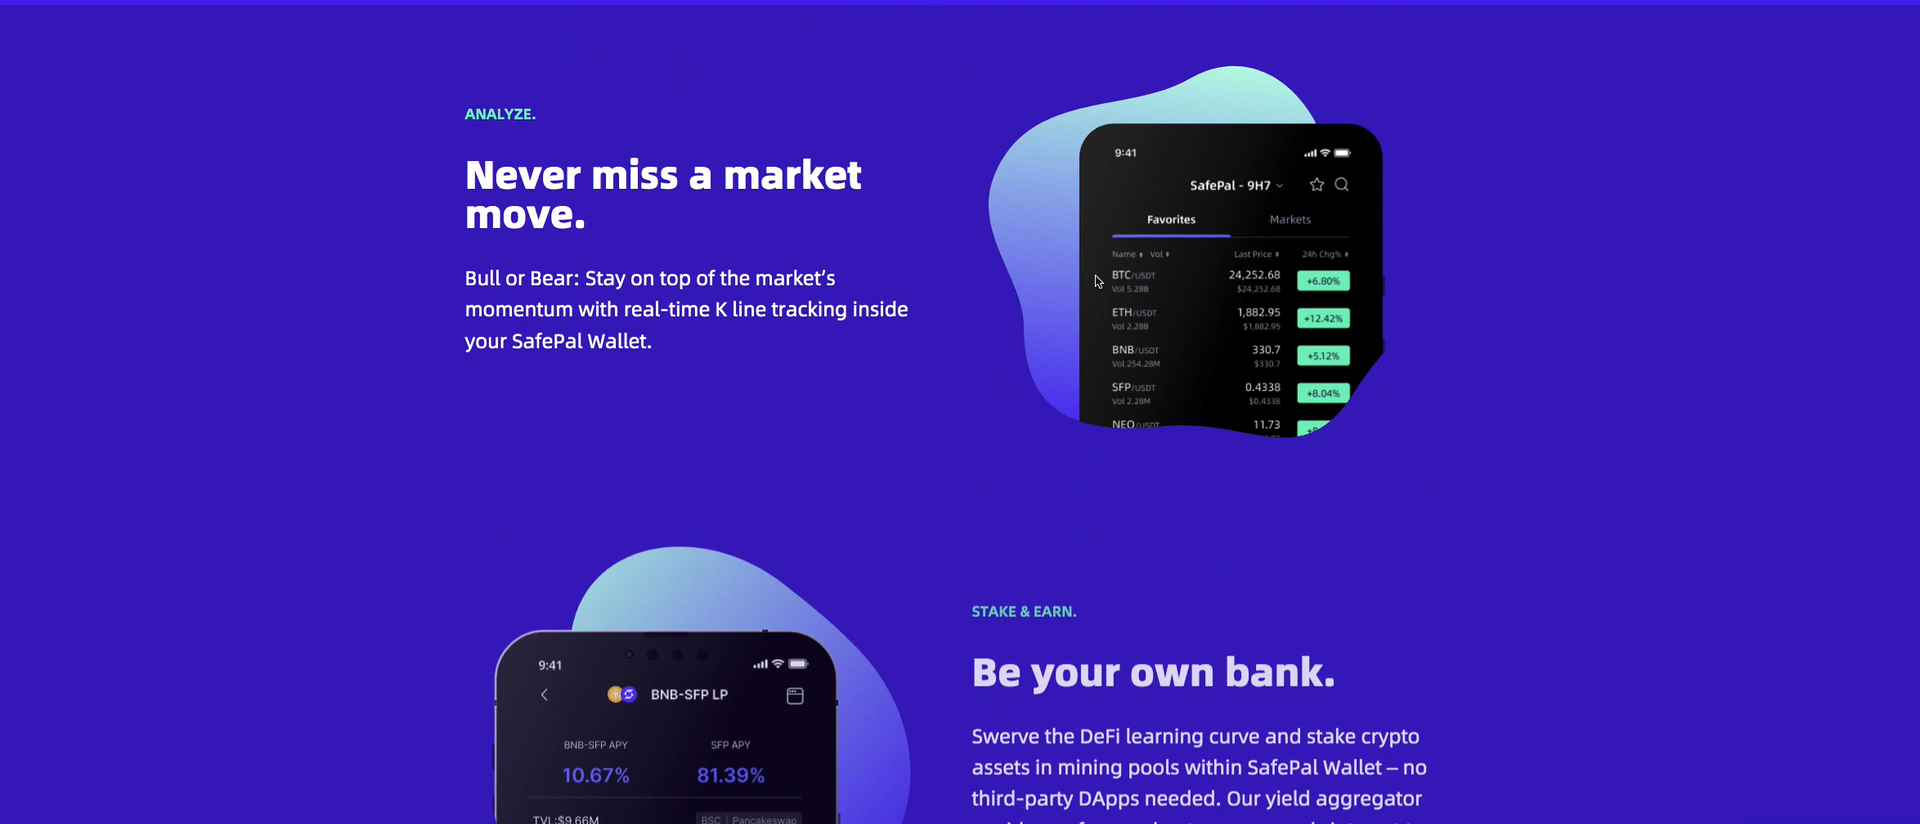 ANALYZE.
Never miss a market
move.
Bull or Bear: Stay on top of the market’s
momentum with real-time K line tracking inside
your SafePal Wallet.
9:41
SafePal - 9H7
Favorites Markets
Name Vol Last Price 24h Chg%
BTC/USDT 24,252.68 +6.80%
Vol 5.28B $24,252.68
ETH/USDT 1,882.95 +12.42%
Vol 2.28B $1,882.95
BNB/USDT 330.7 +5.12%
Vol 254.28M $330.7
SFP/USDT 0.4338 +8.04%
Vol 2.28M $0.4338
NEO/USDT 11.73
9:41
BNB-SFP LP
BNB-SFP APY SFP APY
10.67% 81.39%
TVL:$9.66M BSC | Pancakeswap
STAKE & EARN.
Be your own bank.
Swerve the DeFi learning curve and stake crypto
assets in mining pools within SafePal Wallet – no
third-party DApps needed. Our yield aggregator